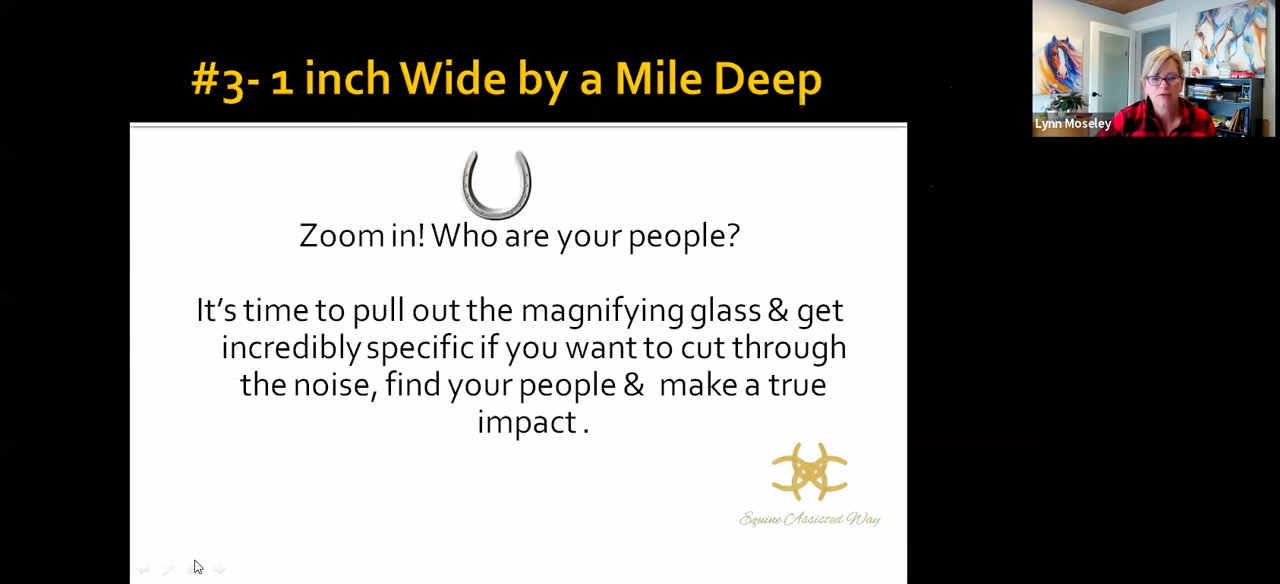 #3- 1 inch Wide by a Mile Deep
Lynn Moseley
Zoom in! Who are your people?
It's time to pull out the magnifying glass & get
incredibly specific if you want to cut through
the noise, find your people & make a true
impact .
Equine Assisted Way